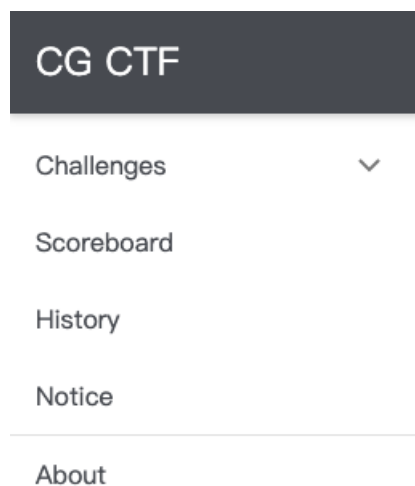 CG CTF
Challenges
Scoreboard
History
Notice
About